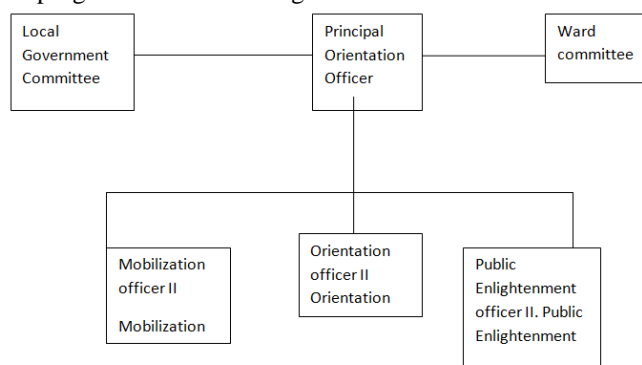 Local
Government
Committee
Principal
Orientation
Officer
Ward
committee
Mobilization
officer II
Mobilization
Orientation
officer II
Orientation
Public
Enlightenment
officer II. Public
Enlightenment